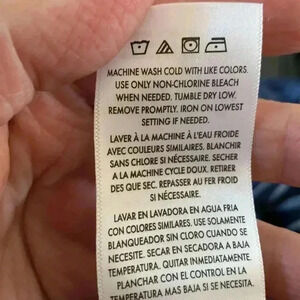 MACHINE WASH COLD WITH LIKE COLORS.
USE ONLY NON-CHLORINE BLEACH
WHEN NEEDED. TUMBLE DRY LOW.
REMOVE PROMPTLY. IRON ON LOWEST
SETTING IF NEEDED.
LAVER À LA MACHINE À L'EAU FROIDE
AVEC COULEURS SIMILAIRES. BLANCHIR
SANS CHLORE SI NÉCESSAIRE. SECHER
A LA MACHINE CYCLE DOUX. RETIRER
DES QUE SEC. REPASSER AU FER FROID
SI NÉCESSAIRE.
LAVAR EN LAVADORA EN AGUA FRIA
CON COLORES SIMILARES. USE SOLAMENTE
BLANQUEADOR SIN CLORO CUANDO SE
NECESITE. SECAR EN SECADORA A BAJA
TEMPERATURA. QUITAR INMEDIATAMENTE.
PLANCHAR CON EL CONTROL EN LA
TEMPERATURA MAS BAJA SI SE NECESITA.